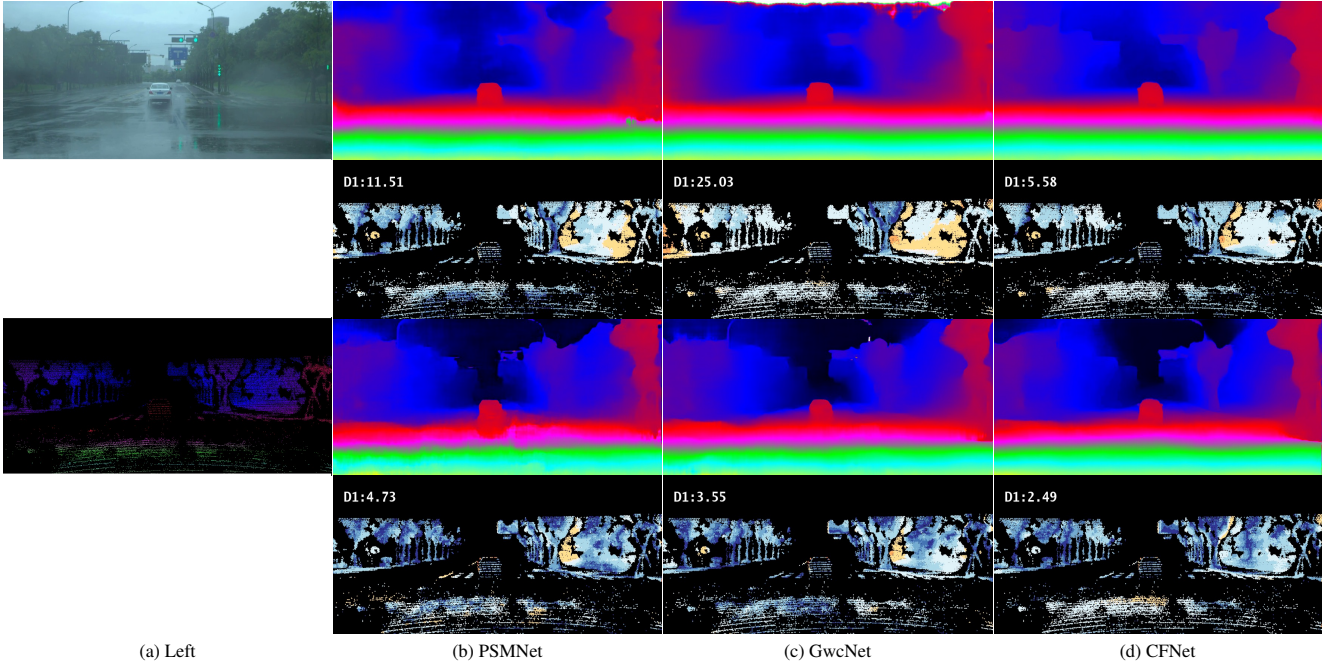 D1:11.51 D1:25.03 D1:5.58
D1:4.73 D1:3.55 D1:2.49
(a) Left (b) PSMNet (c) GwcNet (d) CFNet